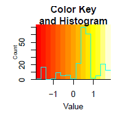 Color Key
and Histogram
Count
0
50
-1
0
1
Value